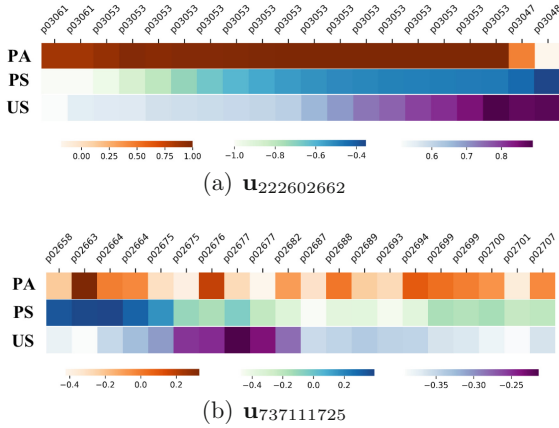 p03061 p03061 p03053 p03053 p03053 p03053 p03053 p03053 p03053 p03053 p03053 p03053 p03053 p03053 p03053 p03053 p03053 p03053 p03047 p03048
PA
PS
US
0.00 0.25 0.50 0.75 1.00 −1.0 −0.8 −0.6 −0.4 0.6 0.7 0.8
(a) u222602662
p02658 p02663 p02664 p02664 p02675 p02675 p02676 p02677 p02677 p02682 p02687 p02688 p02689 p02693 p02694 p02699 p02699 p02700 p02701 p02707
PA
PS
US
−0.4 −0.2 0.0 0.2 −0.4 −0.2 0.0 0.2 −0.35 −0.30 −0.25
(b) u737111725